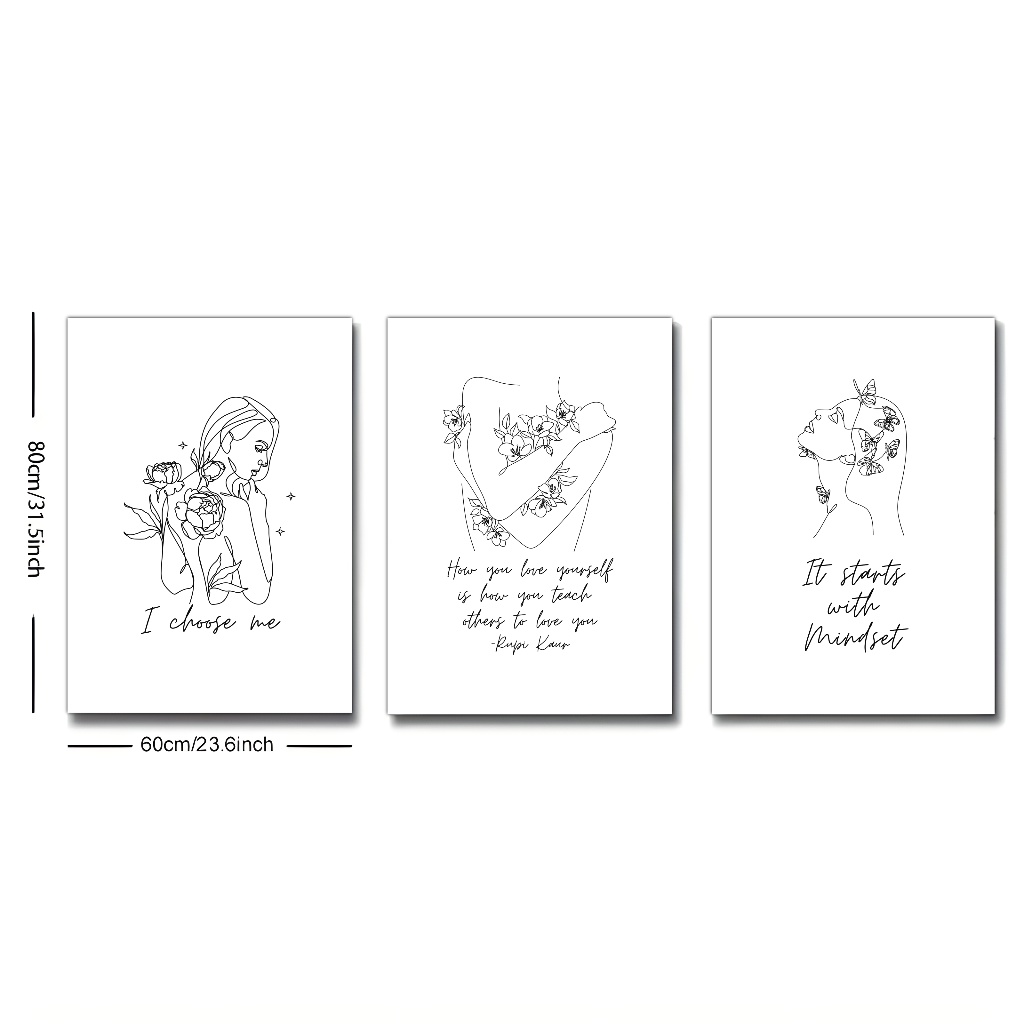 80cm/31.5inch
I choose me
60cm/23.6inch
How you love yourself
is how you teach
others to love you
-Rupi Kaur
It starts
with
Mindset